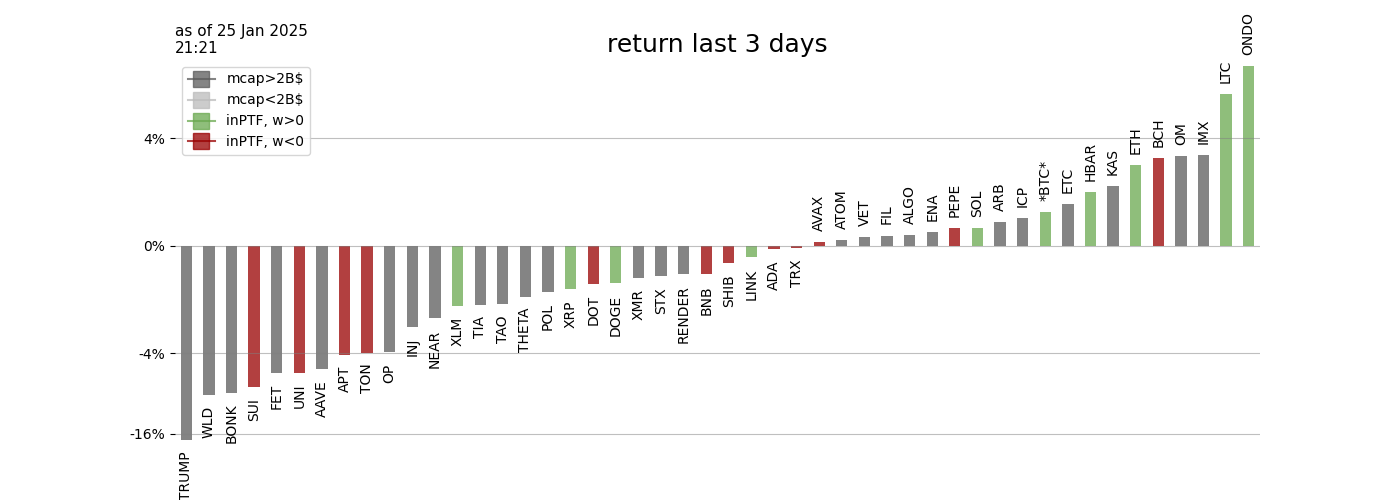 as of 25 Jan 2025
21:21
return last 3 days
mcap>2B$
mcap<2B$
inPTF, w>0
inPTF, w<0
4%
0%
-4%
-16%
TRUMP
WLD
BONK
SUI
FET
UNI
AAVE
APT
TON
OP
INJ
NEAR
XLM
TIA
TAO
THETA
POL
XRP
DOT
DOGE
XMR
STX
RENDER
BNB
SHIB
LINK
ADA
TRX
AVAX
ATOM
VET
FIL
ALGO
ENA
PEPE
SOL
ARB
ICP
*BTC*
ETC
HBAR
KAS
ETH
BCH
OM
IMX
LTC
ONDO